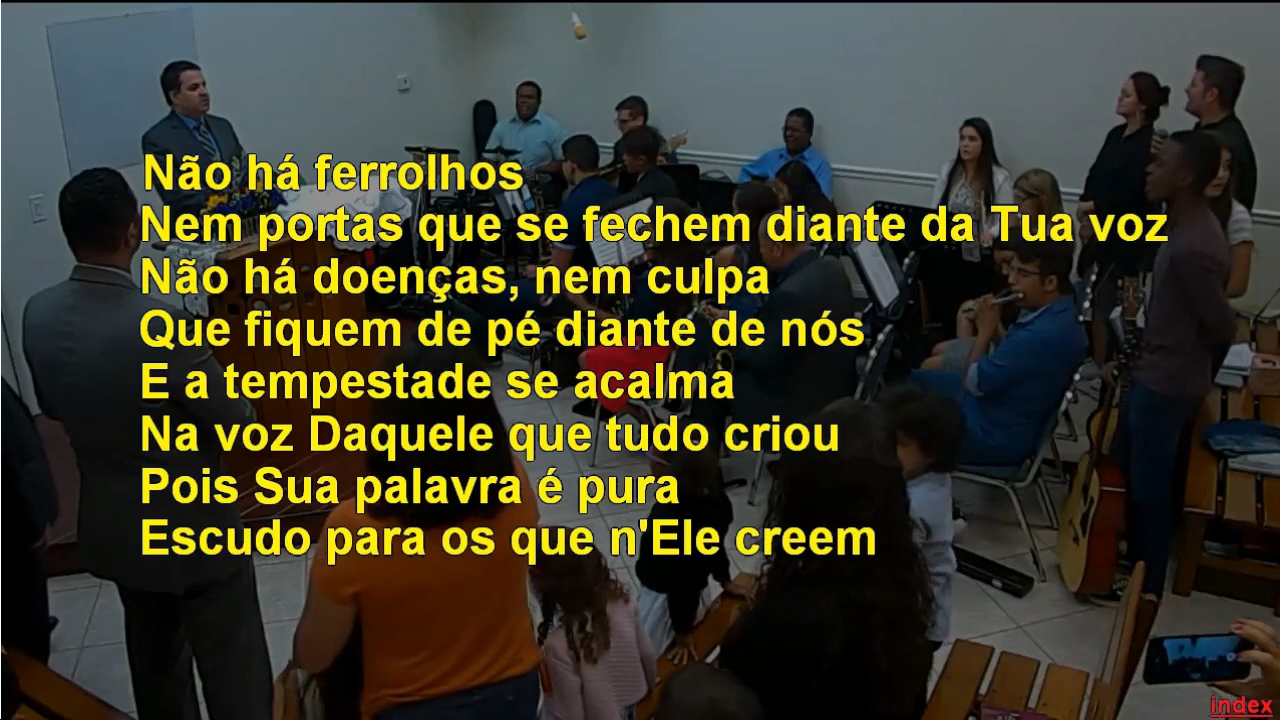 Não há ferrolhos
Nem portas que se fechem diante da Tua voz
Não há doenças, nem culpa
Que fiquem de pé diante de nós
E a tempestade se acalma
Na voz Daquele que tudo criou
Pois Sua palavra é pura
Escudo para os que n'Ele creem
index